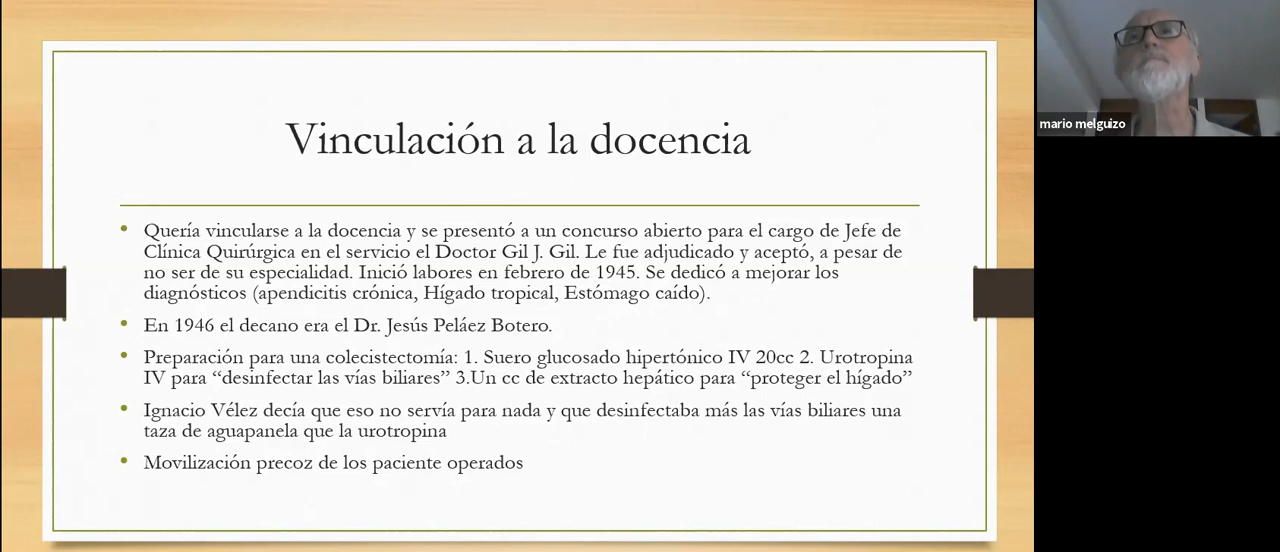 Vinculación a la docencia
Quería vincularse a la docencia y se presentó a un concurso abierto para el cargo de Jefe de
Clínica Quirúrgica en el servicio el Doctor Gil J. Gil. Le fue adjudicado y aceptó, a pesar de
no ser de su especialidad. Inició labores en febrero de 1945. Se dedicó a mejorar los
diagnósticos (apendicitis crónica, Hígado tropical, Estómago caído).
En 1946 el decano era el Dr. Jesús Peláez Botero.
Preparación para una colecistectomía: 1. Suero glucosado hipertónico IV 20cc 2. Urotropina
IV para “desinfectar las vías biliares” 3.Un cc de extracto hepático para “proteger el hígado”
Ignacio Vélez decía que eso no servía para nada y que desinfectaba más las vías biliares una
taza de aguapanela que la urotropina
Movilización precoz de los paciente operados
mario melguizo